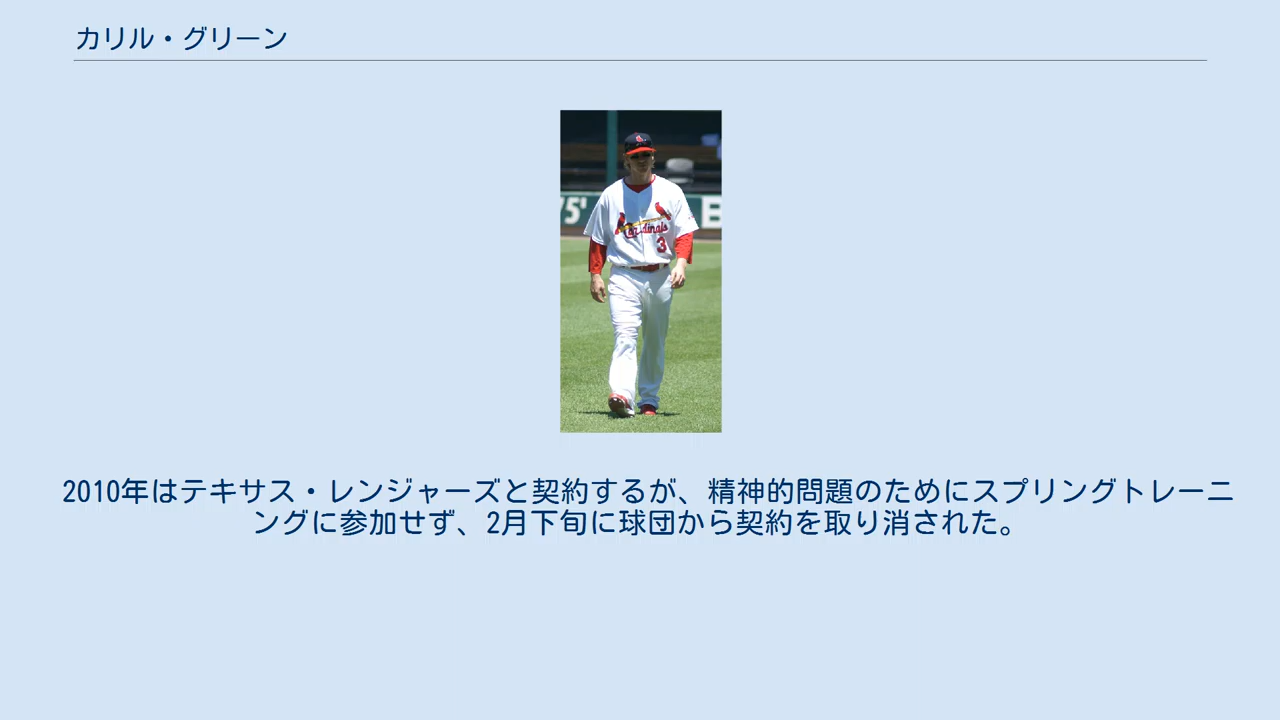 カリル・グリーン
75'
B
Cardinals
3
2010年はテキサス・レンジャーズと契約するが、精神的問題のためにスプリングトレーニ
ングに参加せず、2月下旬に球団から契約を取り消された。